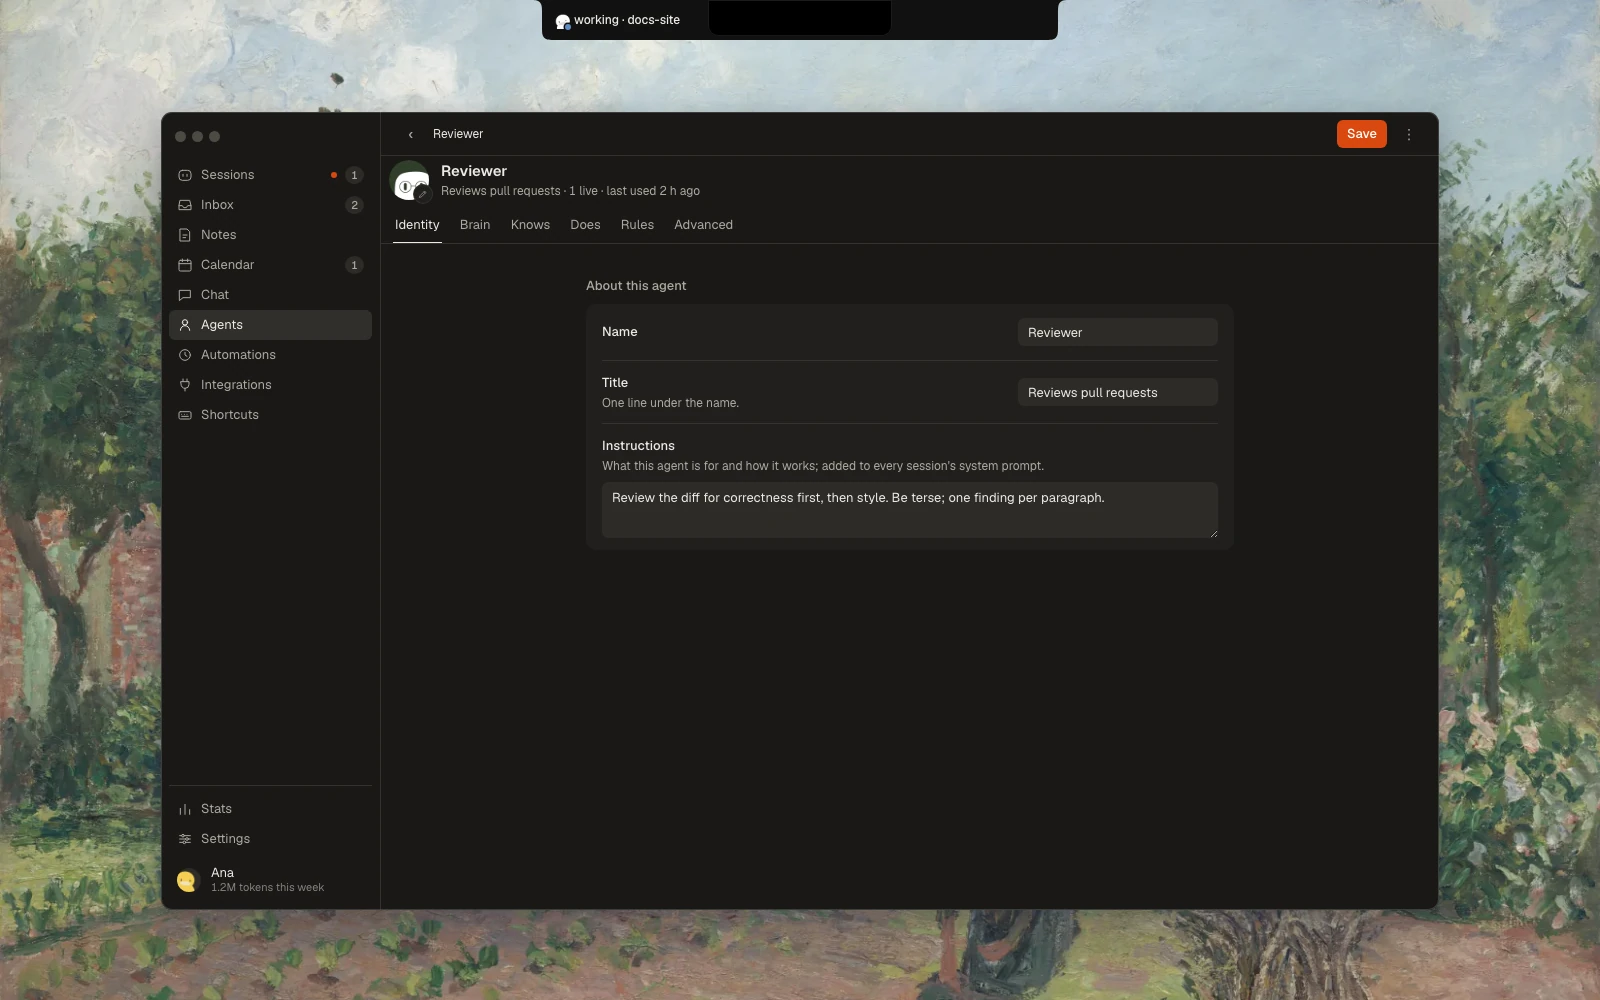 working · docs-site
Reviewer
Save
Sessions
1
Inbox
2
Notes
Calendar
1
Chat
Agents
Automations
Integrations
Shortcuts
Reviewer
Reviews pull requests · 1 live · last used 2 h ago
Identity
Brain
Knows
Does
Rules
Advanced
About this agent
Name
Reviewer
Title
One line under the name.
Reviews pull requests
Instructions
What this agent is for and how it works; added to every session's system prompt.
Review the diff for correctness first, then style. Be terse; one finding per paragraph.
Stats
Settings
Ana
1.2M tokens this week